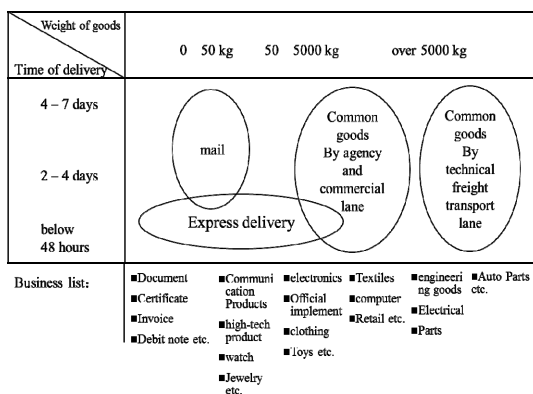 Weight of goods
Time of delivery
0 50 kg 50 5000 kg over 5000 kg
4 – 7 days
2 – 4 days
below
48 hours
mail
Express delivery
Common
goods
By agency
and
commercial
lane
Common
goods
By
technical
freight
transport
lane
Business list:
■Document
■Certificate
■Invoice
■Debit note etc.
■Communi
cation
Products
■high-tech
product
■watch
■Jewelry
etc.
■electronics
■Official
implement
■clothing
■Toys etc.
■Textiles
■computer
■Retail etc.
■engineeri
ng goods
■Electrical
■Parts
■Auto Parts
etc.